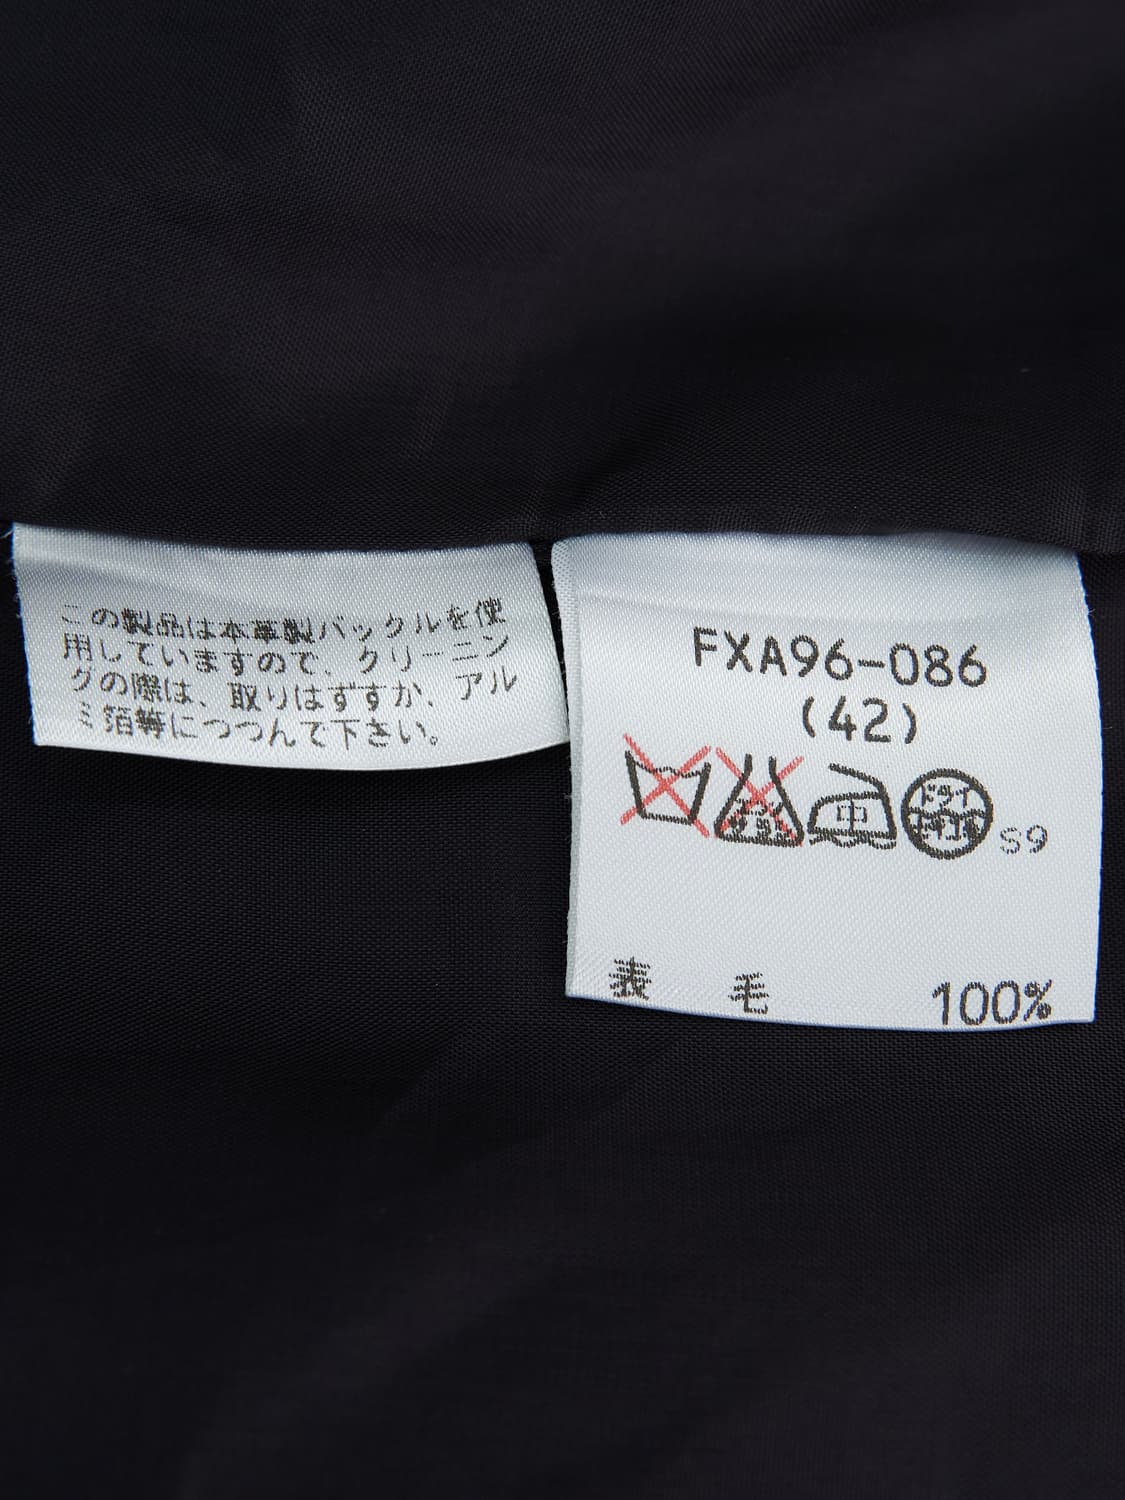 この製品は本革製バックルを使
用していますので、クリーニン
グの際は、取りはずすか、アル
ミ箔等につつんで下さい。
FXA96-086
(42)
中
ドライ
S9
表 毛 100%